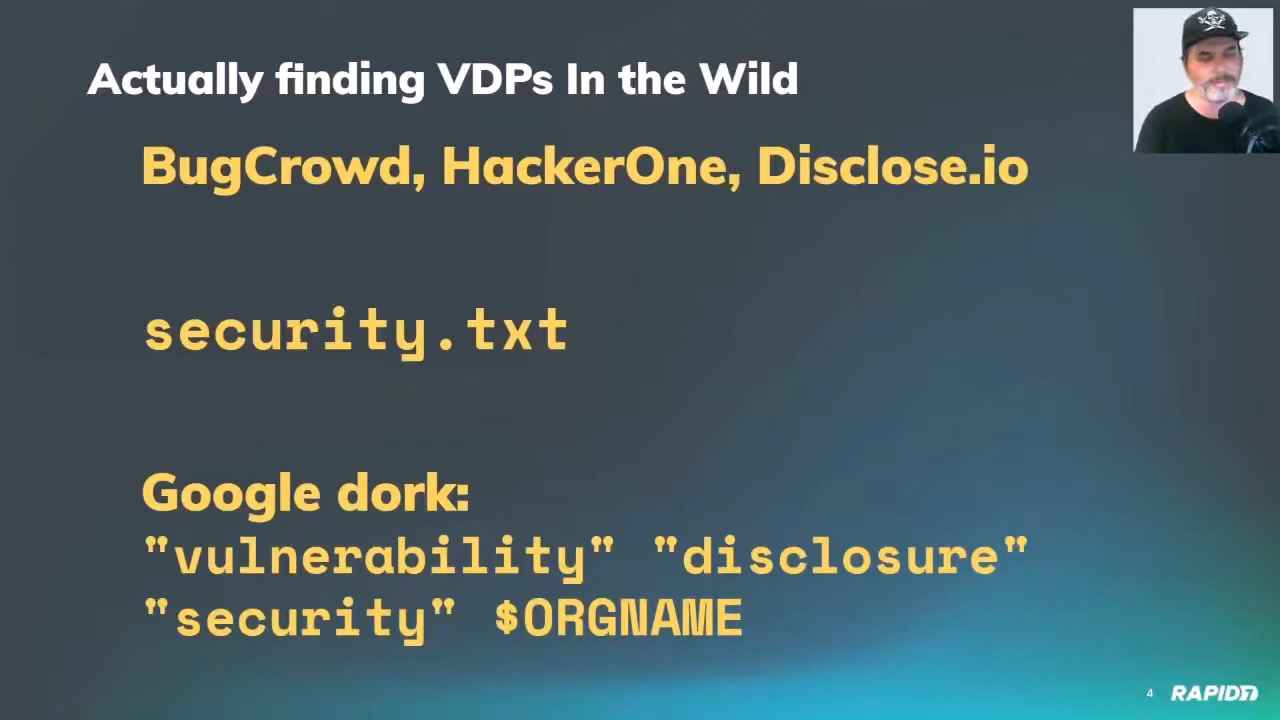 Actually finding VDPs In the Wild
BugCrowd, HackerOne, Disclose.io
security.txt
Google dork:
"vulnerability" "disclosure"
"security" $ORGNAME
4 RAPID7